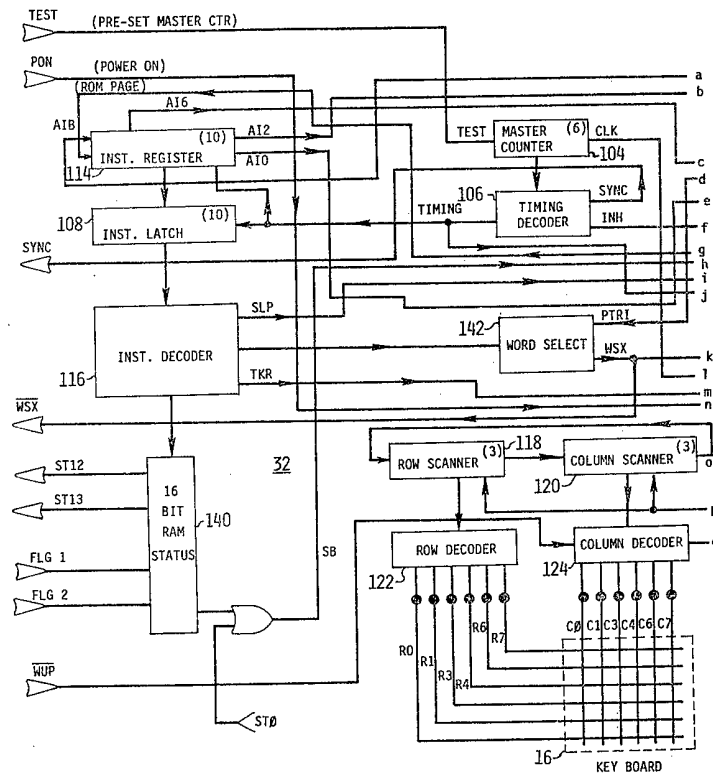 TEST
(PRE-SET MASTER CTR)
PON
(POWER ON)
(ROM PAGE)
a
b
AI6
AIB
(10)
AI2
INST. REGISTER
AI0
114
TEST
MASTER
COUNTER
(6)
CLK
104
c
d
106
SYNC
TIMING
DECODER
INH
e
f
108
(10)
INST. LATCH
TIMING
SYNC
g
h
i
j
SLP
142
PTRI
INST. DECODER
WORD SELECT
WSX
k
l
116
TKR
m
n
WSX
118
ROW SCANNER
(3)
COLUMN SCANNER
(3)
120
o
ST12
32
ST13
16
BIT
RAM
STATUS
140
p
FLG 1
SB
ROW DECODER
122
COLUMN DECODER
124
FLG 2
R0
R1
R3
R4
R6
R7
CØ
C1
C3
C4
C6
C7
WUP
STØ
16
KEY BOARD